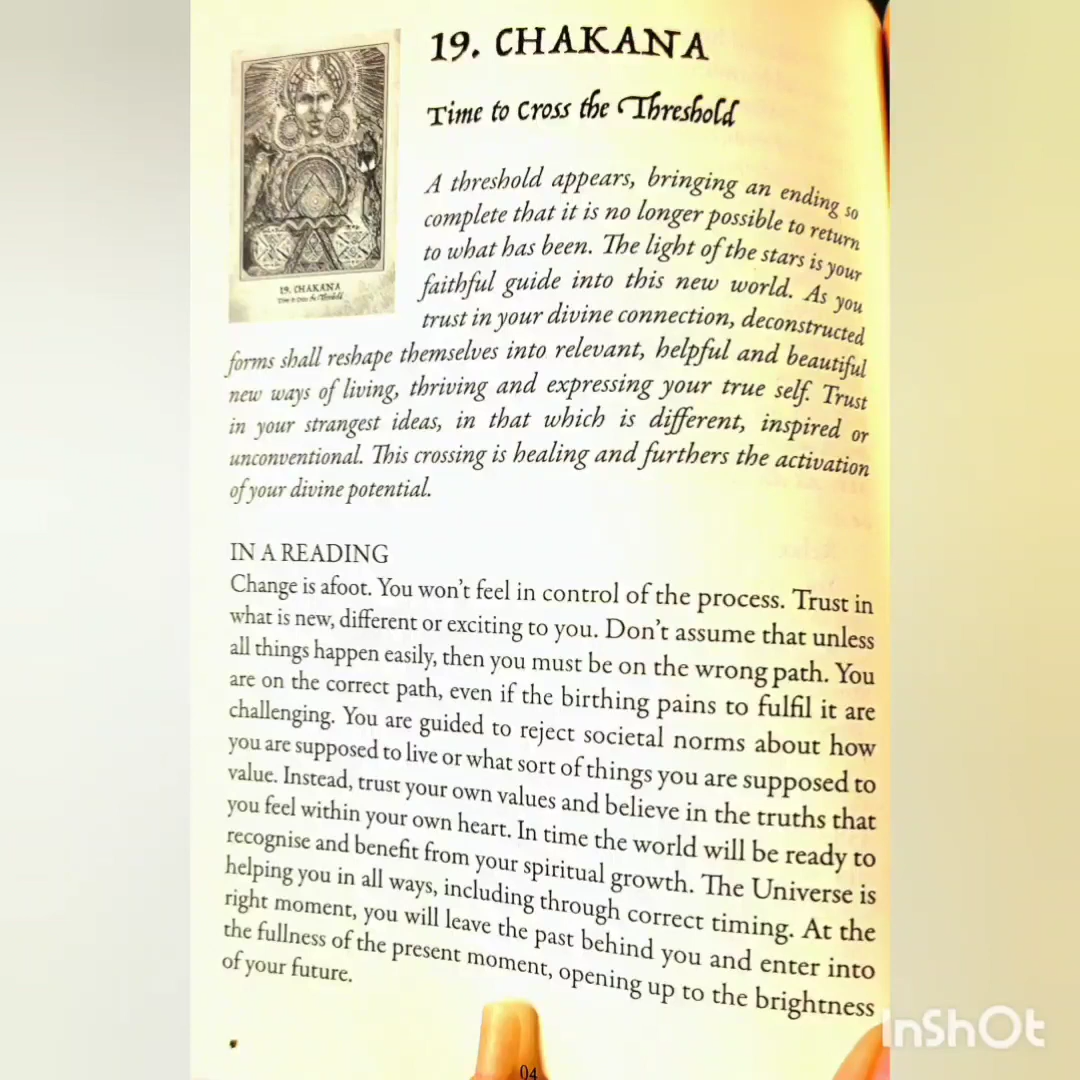 19. CHAKANA
Time to Cross the Threshold
19. CHAKANA
Time to Cross the Threshold
A threshold appears, bringing an ending so
complete that it is no longer possible to return
to what has been. The light of the stars is your
faithful guide into this new world. As you
trust in your divine connection, deconstructed
forms shall reshape themselves into relevant, helpful and beautiful
new ways of living, thriving and expressing your true self. Trust
in your strangest ideas, in that which is different, inspired or
unconventional. This crossing is healing and furthers the activation
of your divine potential.
IN A READING
Change is afoot. You won't feel in control of the process. Trust in
what is new, different or exciting to you. Don't assume that unless
all things happen easily, then you must be on the wrong path. You
are on the correct path, even if the birthing pains to fulfil it are
challenging. You are guided to reject societal norms about how
you are supposed to live or what sort of things you are supposed to
value. Instead, trust your own values and believe in the truths that
you feel within your own heart. In time the world will be ready to
recognise and benefit from your spiritual growth. The Universe is
helping you in all ways, including through correct timing. At the
right moment, you will leave the past behind you and enter into
the fullness of the present moment, opening up to the brightness
of your future.
04
InShOt